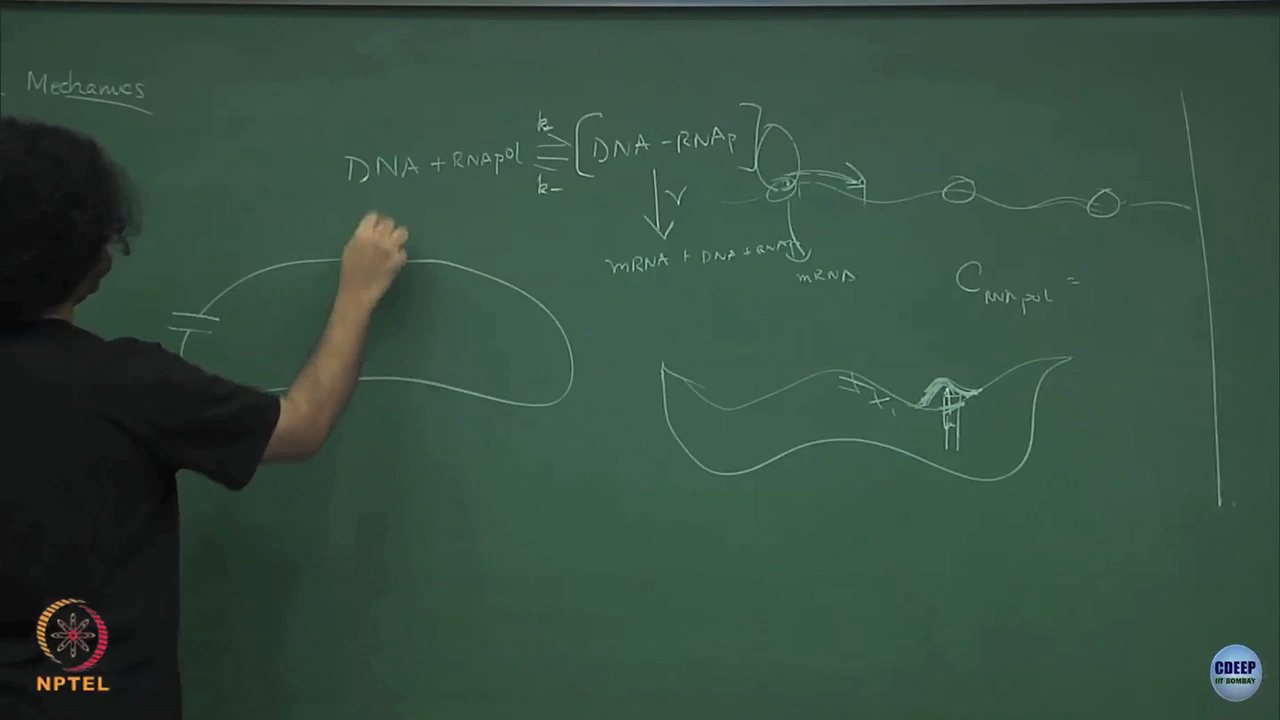 Mechanics
DNA + RNApol
k
k-
[DNA - RNAp]
r
mRNA + DNA + RNAp
mRNA
C RNApol =
NPTEL
CDEEP
IIT BOMBAY